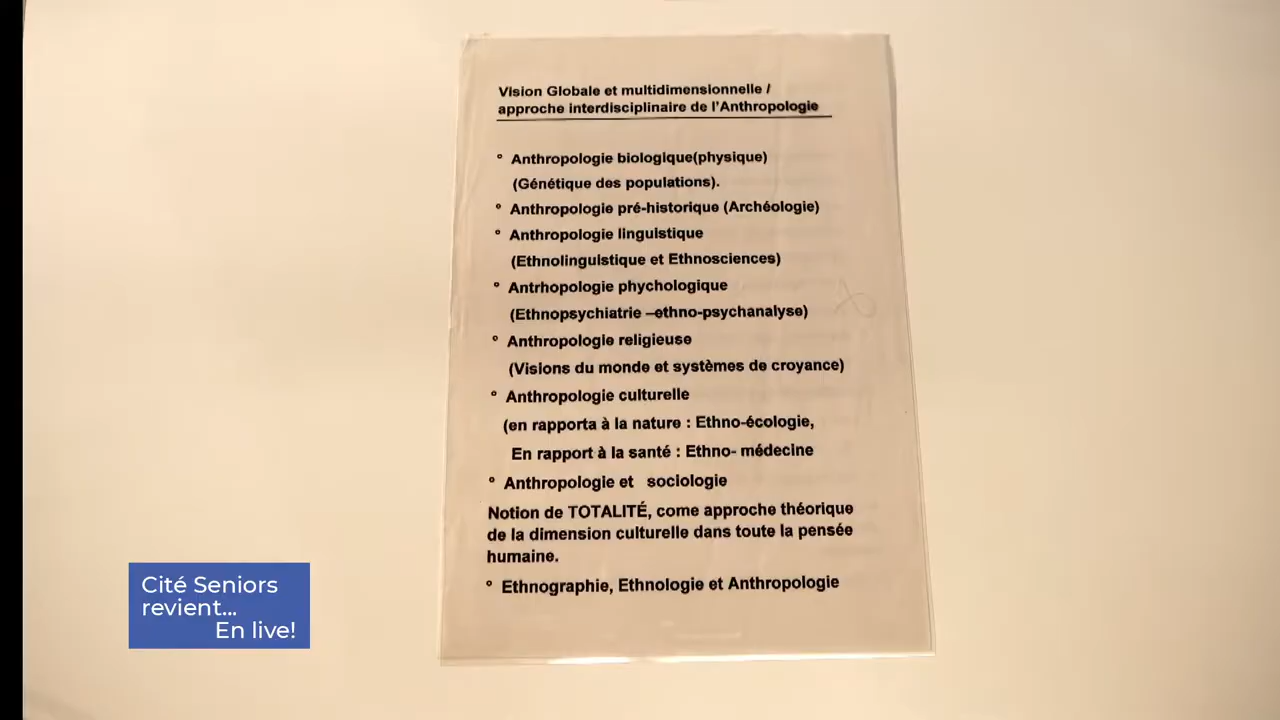 Vision Globale et multidimensionnelle /
approche interdisciplinaire de l'Anthropologie
° Anthropologie biologique(physique)
(Génétique des populations).
° Anthropologie pré-historique (Archéologie)
° Anthropologie linguistique
(Ethnolinguistique et Ethnosciences)
° Antrhopologie phychologique
(Ethnopsychiatrie –ethno-psychanalyse)
° Anthropologie religieuse
(Visions du monde et systèmes de croyance)
° Anthropologie culturelle
(en rapporta à la nature : Ethno-écologie,
En rapport à la santé : Ethno- médecine
° Anthropologie et sociologie
Notion de TOTALITÉ, come approche théorique
de la dimension culturelle dans toute la pensée
humaine.
° Ethnographie, Ethnologie et Anthropologie
Cité Seniors
revient...
En live!